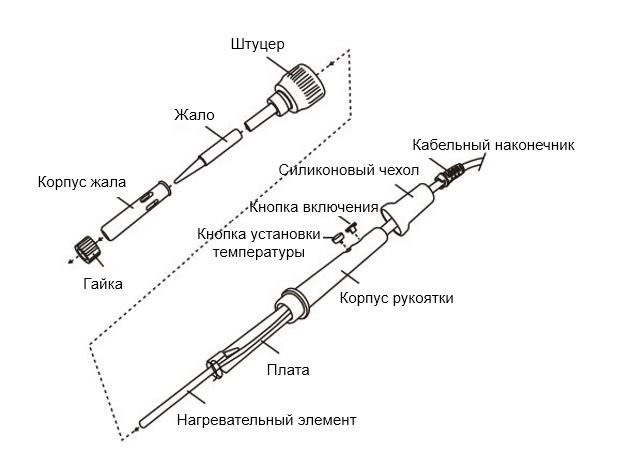 Штуцер
Жало
Кабельный наконечник
Силиконовый чехол
Корпус жала
Кнопка включения
Кнопка установки
температуры
Гайка
Корпус рукоятки
Плата
Нагревательный элемент